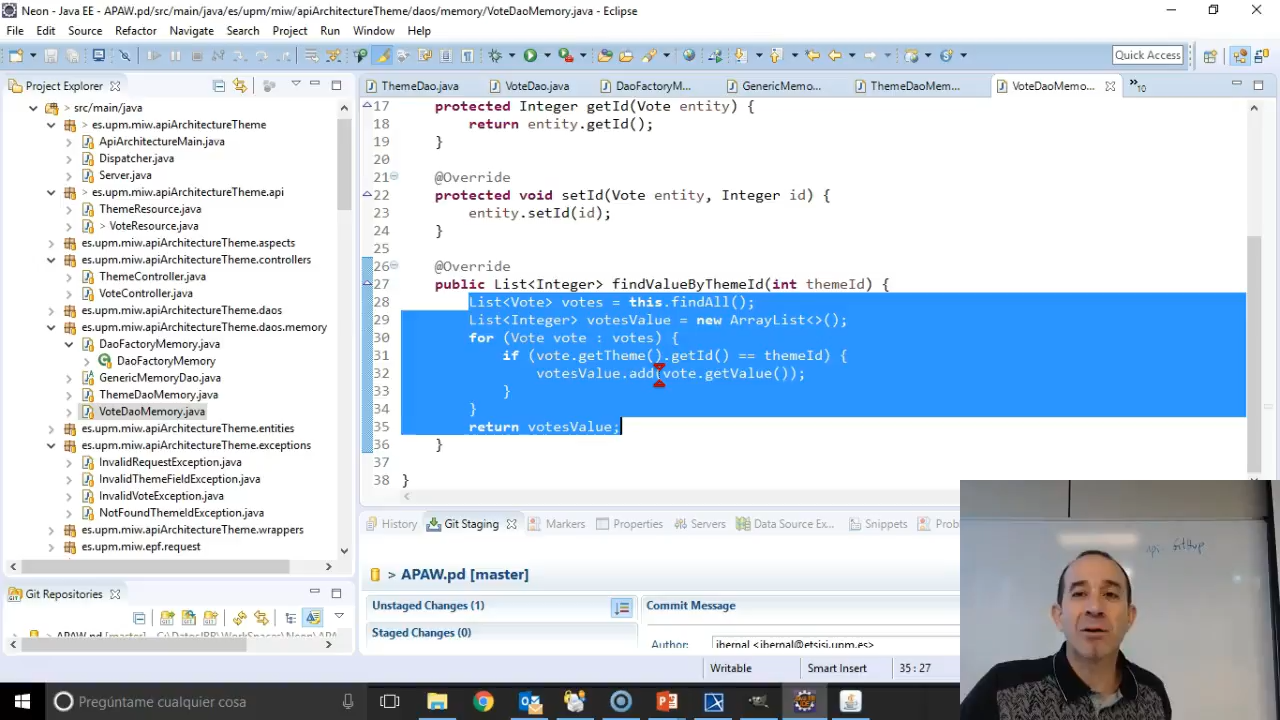 Neon - Java EE - APAW.pd/src/main/java/es/upm/miw/apiArchitectureTheme/daos/memory/VoteDaoMemory.java - Eclipse
File Edit Source Refactor Navigate Search Project Run Window Help
Quick Access
Project Explorer
ThemeDao.java VoteDao.java DaoFactoryM... GenericMemo... ThemeDaoMem... VoteDaoMemo... »10
> src/main/java
> es.upm.miw.apiArchitectureTheme
ApiArchitectureMain.java
Dispatcher.java
Server.java
> es.upm.miw.apiArchitectureTheme.api
ThemeResource.java
> VoteResource.java
es.upm.miw.apiArchitectureTheme.aspects
es.upm.miw.apiArchitectureTheme.controllers
ThemeController.java
VoteController.java
es.upm.miw.apiArchitectureTheme.daos
es.upm.miw.apiArchitectureTheme.daos.memory
DaoFactoryMemory.java
DaoFactoryMemory
GenericMemoryDao.java
ThemeDaoMemory.java
VoteDaoMemory.java
es.upm.miw.apiArchitectureTheme.entities
es.upm.miw.apiArchitectureTheme.exceptions
InvalidRequestException.java
InvalidThemeFieldException.java
InvalidVoteException.java
NotFoundThemeIdException.java
es.upm.miw.apiArchitectureTheme.wrappers
es.upm.miw.epf.request
17 protected Integer getId(Vote entity) {
18 return entity.getId();
19 }
20
21 @Override
22 protected void setId(Vote entity, Integer id) {
23 entity.setId(id);
24 }
25
26 @Override
27 public List<Integer> findValueByThemeId(int themeId) {
28 List<Vote> votes = this.findAll();
29 List<Integer> votesValue = new ArrayList<>();
30 for (Vote vote : votes) {
31 if (vote.getTheme().getId() == themeId) {
32 votesValue.add(vote.getValue());
33 }
34 }
35 return votesValue;
36 }
37
38 }
Git Repositories
> APAW.pd [master]
History Git Staging Markers Properties Servers Data Source Ex... Snippets Prob
> APAW.pd [master]
Unstaged Changes (1)
Staged Changes (0)
Commit Message
Author: jbernal <jbernal@etsisi.upm.es>
Writable Smart Insert 35 : 27
Pregúntame cualquier cosa